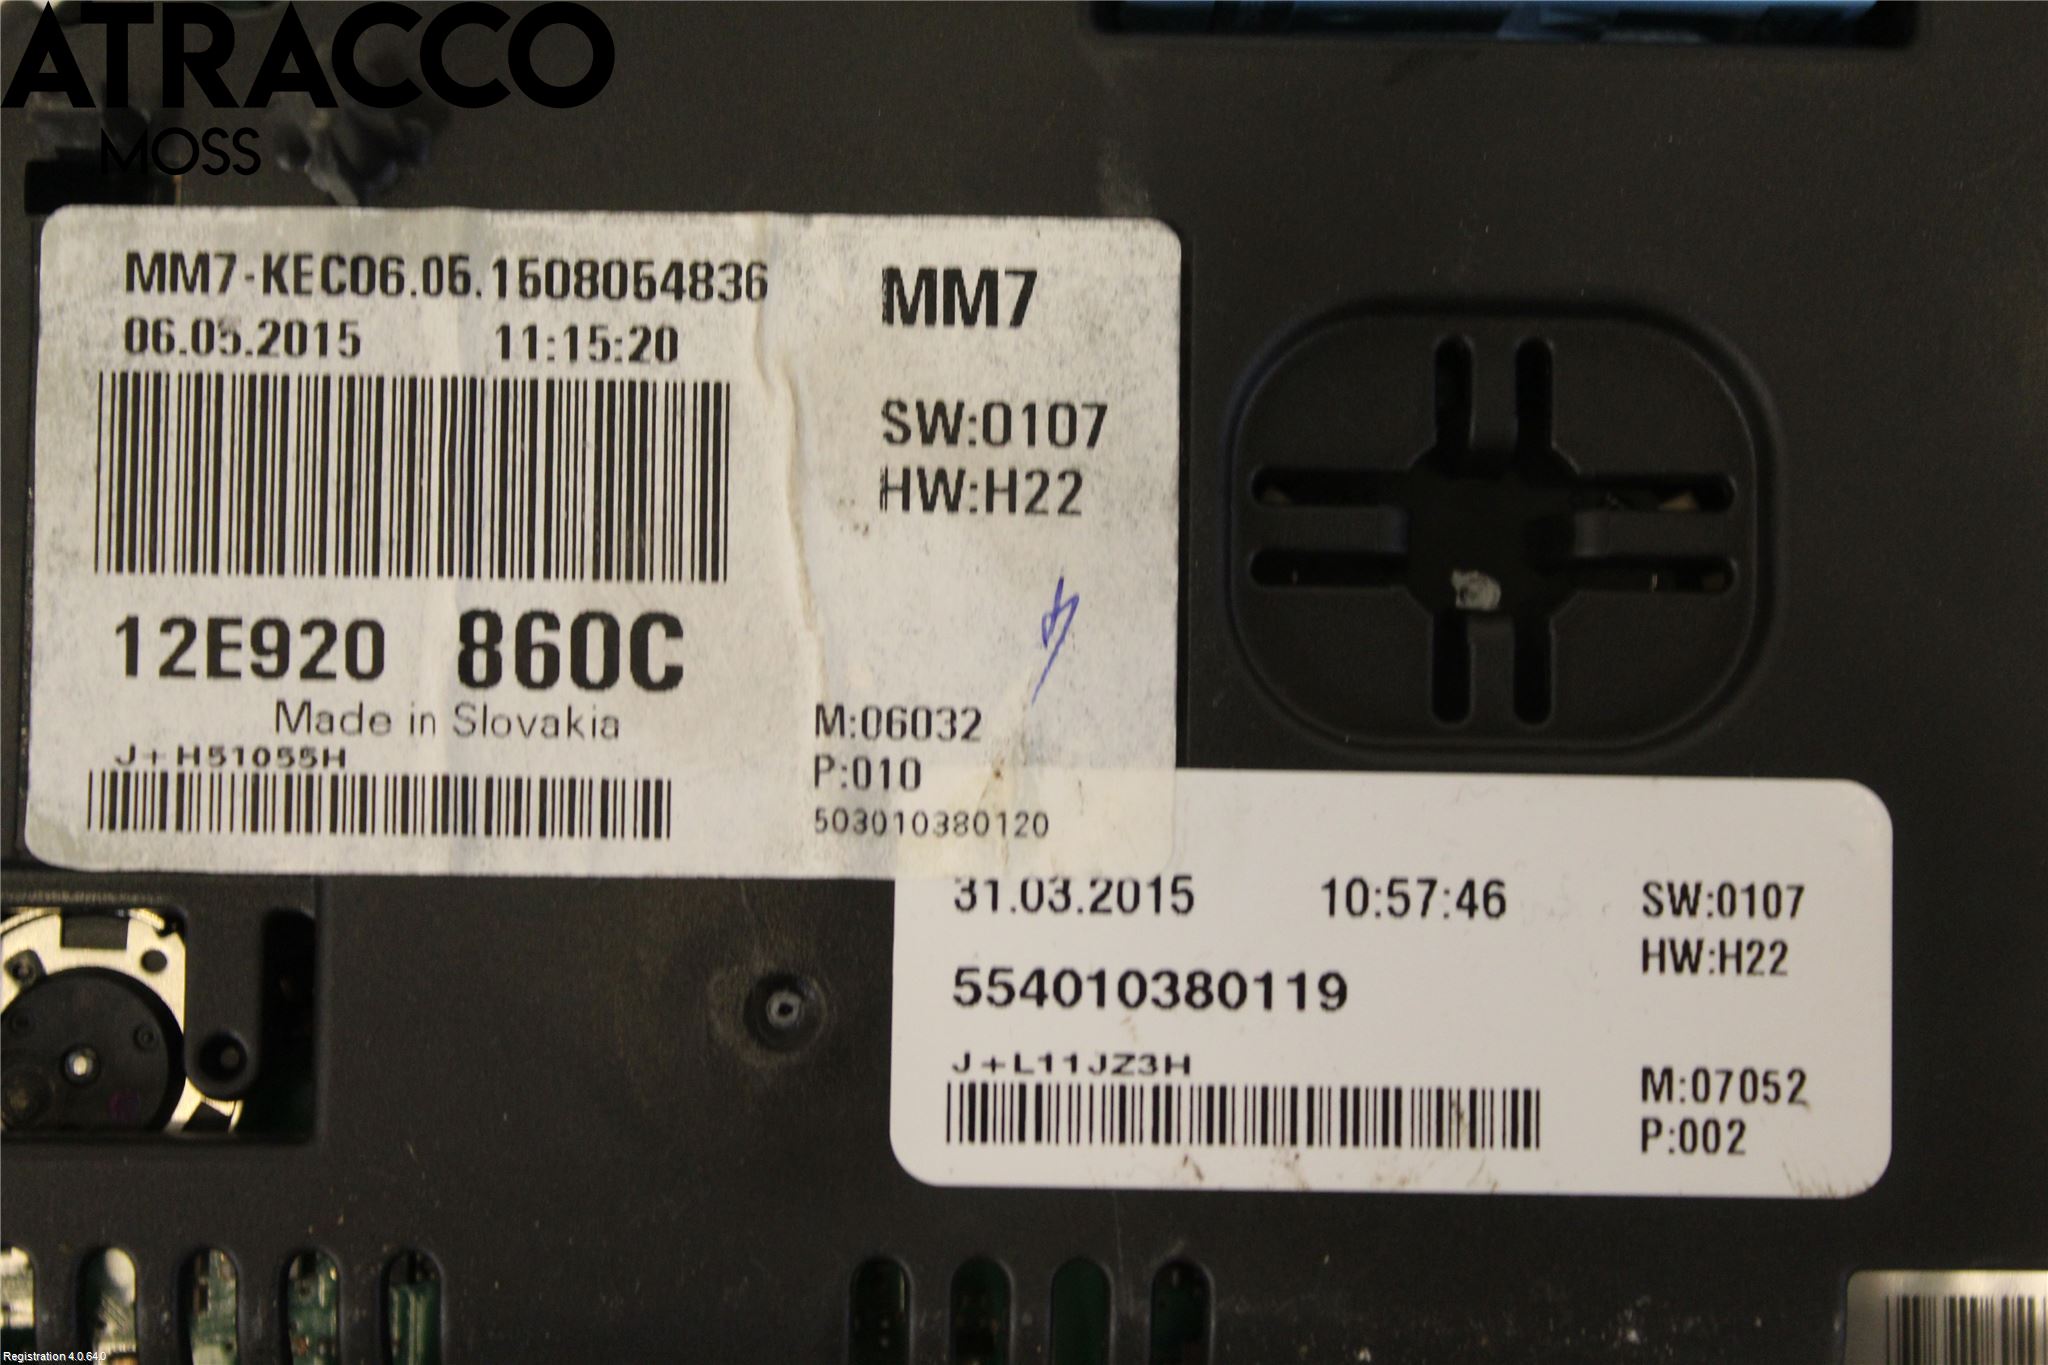 ATRACCO
MOSS
MM7-KEC06.05.1508054836
06.05.2015 11:15:20
MM7
SW:0107
HW:H22
12E920 860C
Made in Slovakia
J+H51055H
M:06032
P:010
503010380120
31.03.2015 10:57:46
SW:0107
HW:H22
554010380119
J+L11JZ3H
M:07052
P:002
Registration 4.0.64.0